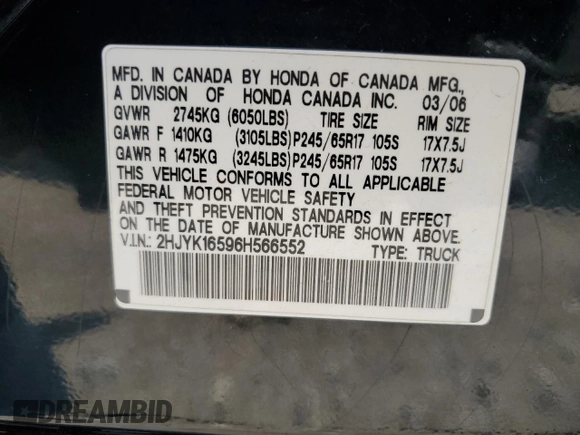 MFD. IN CANADA BY HONDA OF CANADA MFG.,
A DIVISION OF HONDA CANADA INC. 03/06
GVWR 2745KG (6050LBS) TIRE SIZE RIM SIZE
GAWR F 1410KG (3105LBS)P245/65R17 105S 17X7.5J
GAWR R 1475KG (3245LBS)P245/65R17 105S 17X7.5J
THIS VEHICLE CONFORMS TO ALL APPLICABLE
FEDERAL MOTOR VEHICLE SAFETY
AND THEFT PREVENTION STANDARDS IN EFFECT
ON THE DATE OF MANUFACTURE SHOWN ABOVE.
V.I.N.: 2HJYK16596H566552 TYPE: TRUCK
DREAMBID